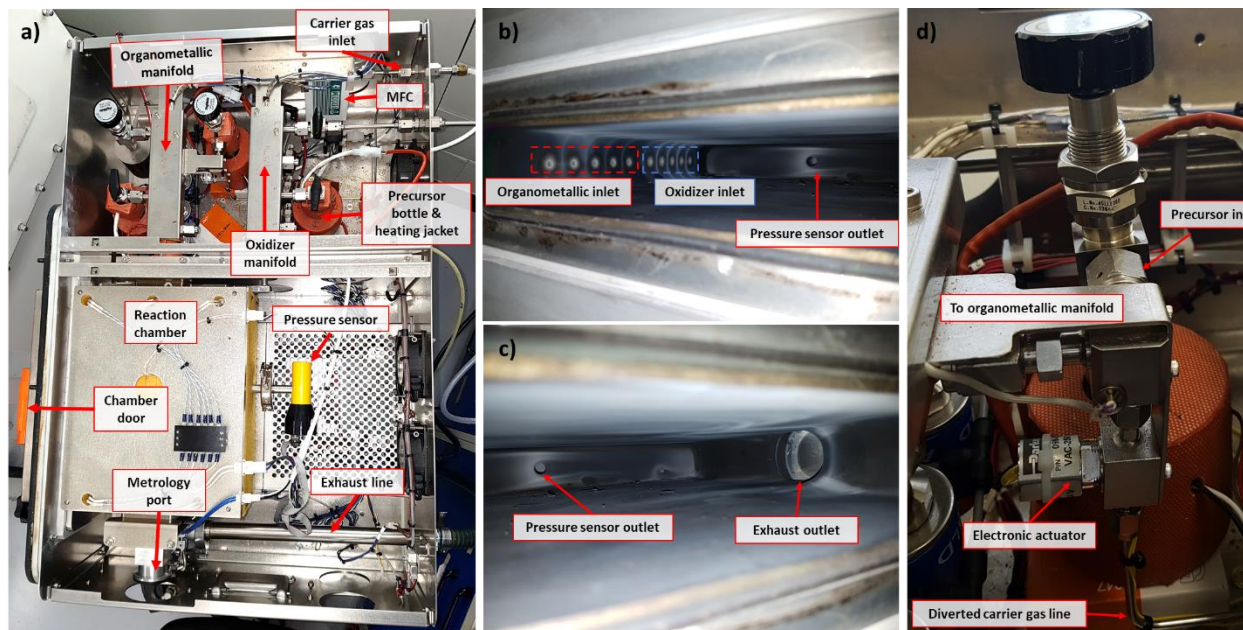 a)
Organometallic
manifold
Carrier gas
inlet
MFC
Precursor
bottle &
heating jacket
Oxidizer
manifold
Reaction
chamber
Pressure sensor
Chamber
door
Metrology
port
Exhaust line
b)
Organometallic inlet
Oxidizer inlet
Pressure sensor outlet
c)
Pressure sensor outlet
Exhaust outlet
d)
Precursor in
To organometallic manifold
Electronic actuator
Diverted carrier gas line